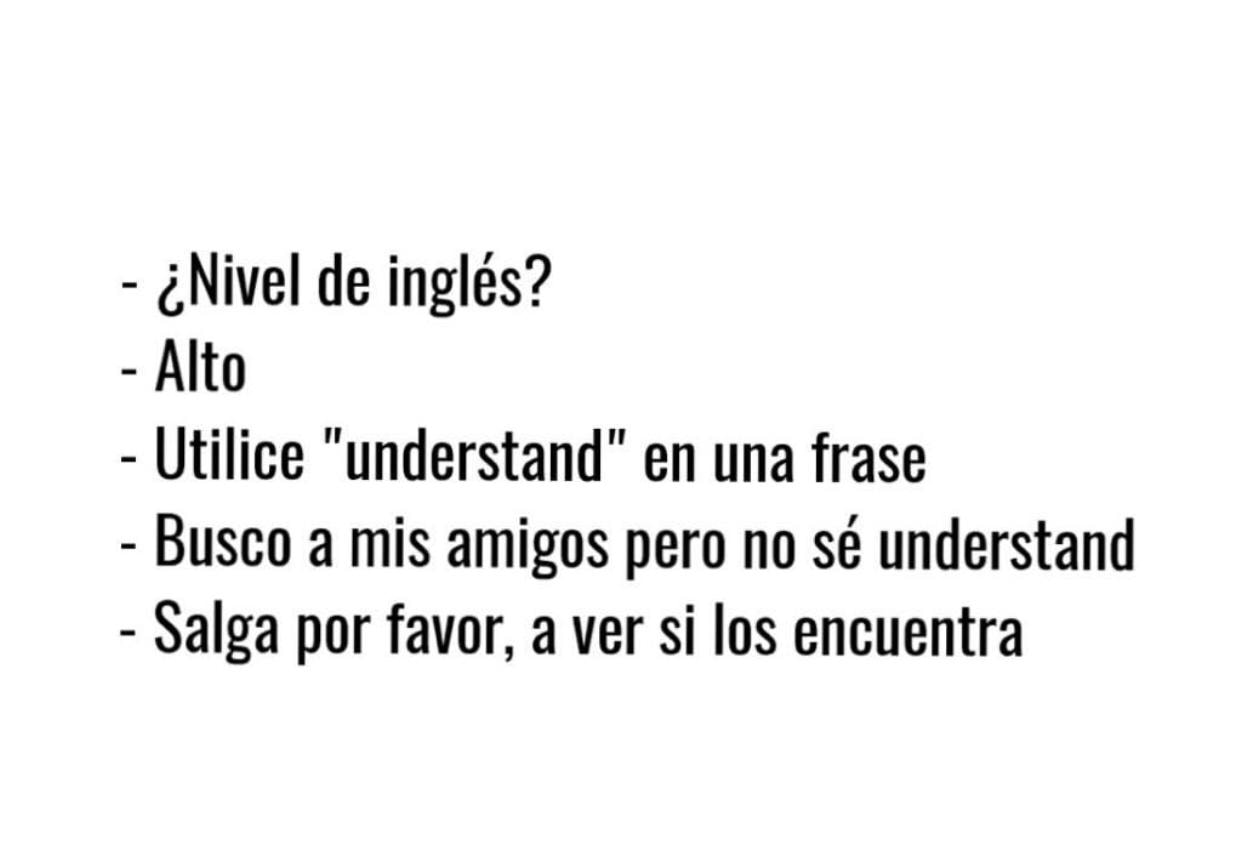 - ¿Nivel de inglés?
- Alto
- Utilice "understand" en una frase
- Busco a mis amigos pero no sé understand
- Salga por favor, a ver si los encuentra